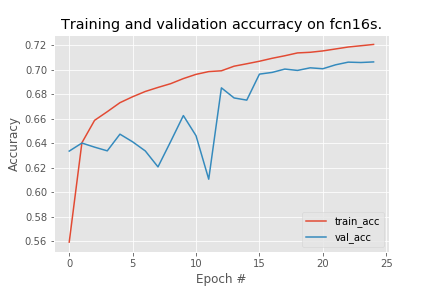 Training and validation accurracy on fcn16s.
0.72
0.70
0.68
0.66
0.64
0.62
0.60
0.58
0.56
Accuracy
0 5 10 15 20 25
Epoch #
train_acc
val_acc